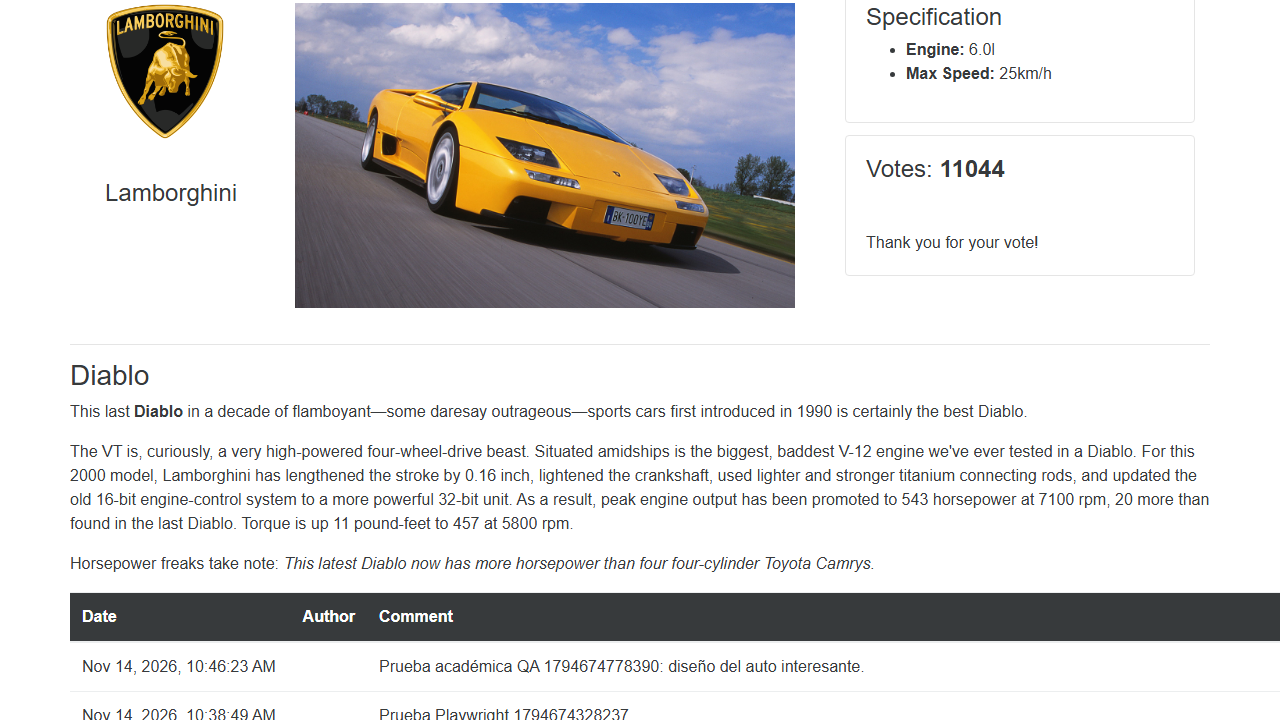 LAMBORGHINI
Lamborghini
BK·100YE
Specification
Engine: 6.0l
Max Speed: 25km/h
Votes: 11044
Thank you for your vote!
Diablo
This last Diablo in a decade of flamboyant—some daresay outrageous—sports cars first introduced in 1990 is certainly the best Diablo.
The VT is, curiously, a very high-powered four-wheel-drive beast. Situated amidships is the biggest, baddest V-12 engine we've ever tested in a Diablo. For this
2000 model, Lamborghini has lengthened the stroke by 0.16 inch, lightened the crankshaft, used lighter and stronger titanium connecting rods, and updated the
old 16-bit engine-control system to a more powerful 32-bit unit. As a result, peak engine output has been promoted to 543 horsepower at 7100 rpm, 20 more than
found in the last Diablo. Torque is up 11 pound-feet to 457 at 5800 rpm.
Horsepower freaks take note: This latest Diablo now has more horsepower than four four-cylinder Toyota Camrys.
Date Author Comment
Nov 14, 2026, 10:46:23 AM Prueba académica QA 1794674778390: diseño del auto interesante.
Nov 14, 2026, 10:38:49 AM Prueba Playwright 1794674328237